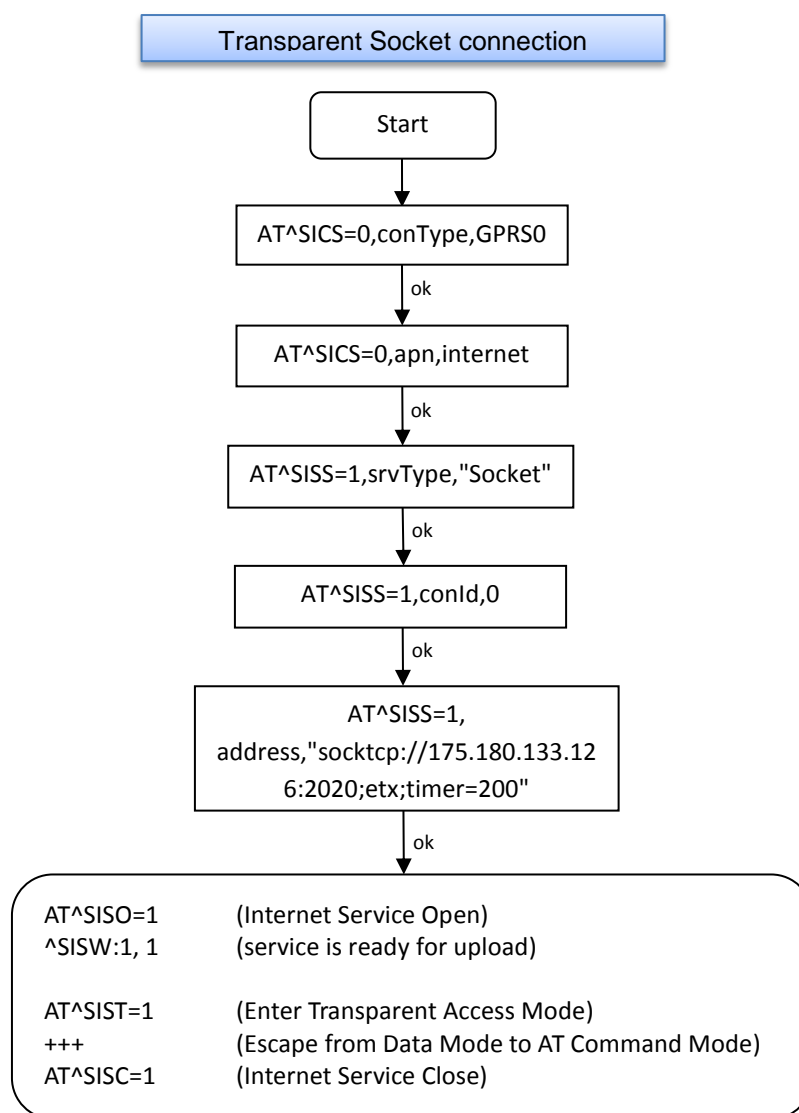 Transparent Socket connection
Start
AT^SICS=0,conType,GPRS0
ok
AT^SICS=0,apn,internet
ok
AT^SISS=1,srvType,"Socket"
ok
AT^SISS=1,conId,0
ok
AT^SISS=1,
address,"socktcp://175.180.133.12
6:2020;etx;timer=200"
ok
AT^SISO=1 (Internet Service Open)
^SISW:1, 1 (service is ready for upload)
AT^SIST=1 (Enter Transparent Access Mode)
+++ (Escape from Data Mode to AT Command Mode)
AT^SISC=1 (Internet Service Close)